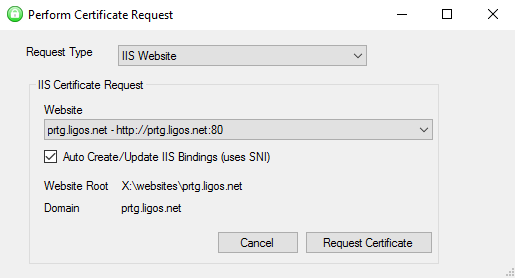 Perform Certificate Request
Request Type
IIS Website
IIS Certificate Request
Website
prtg.ligos.net - http://prtg.ligos.net:80
Auto Create/Update IIS Bindings (uses SNI)
Website Root X:\websites\prtg.ligos.net
Domain prtg.ligos.net
Cancel Request Certificate